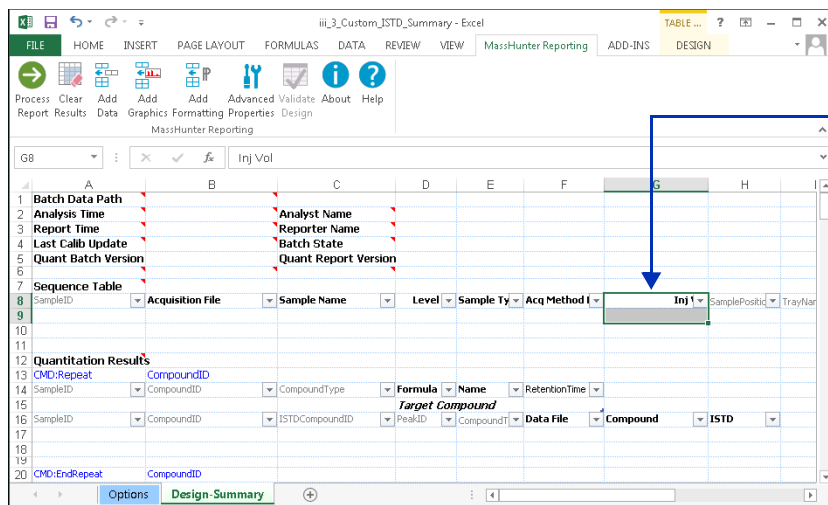 iii_3_Custom_ISTD_Summary - Excel
TABLE ...
FILE HOME INSERT PAGE LAYOUT FORMULAS DATA REVIEW VIEW MassHunter Reporting ADD-INS DESIGN
Process Report
Clear Results
Add Data
Add Graphics
Add Formatting
Advanced Properties
Validate Design
About
Help
MassHunter Reporting
G8 fx Inj Vol
A B C D E F G H I
1 Batch Data Path
2 Analysis Time Analyst Name
3 Report Time Reporter Name
4 Last Calib Update Batch State
5 Quant Batch Version Quant Report Version
6
7 Sequence Table
8 SampleID Acquisition File Sample Name Level Sample Ty Acq Method Inj SamplePositic TrayNar
9
10
11
12 Quantitation Results
13 CMD:Repeat CompoundID
14 SampleID CompoundID CompoundType Formula Name RetentionTime
15 Target Compound
16 SampleID CompoundID ISTDCompoundID PeakID CompoundT Data File Compound ISTD
17
18
19
20 CMD:EndRepeat CompoundID
Options Design-Summary